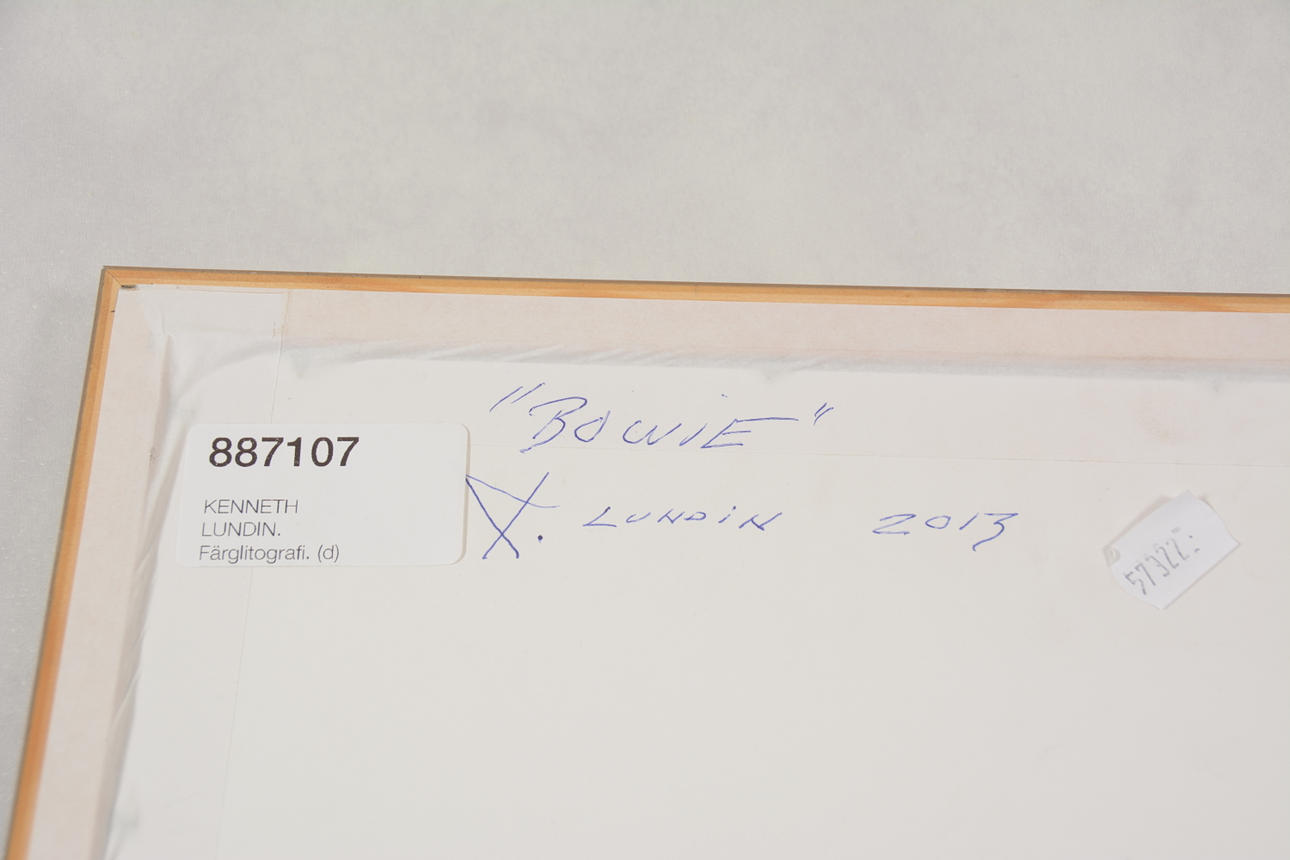 "BOWIE"
887107
KENNETH
LUNDIN.
Färglitografi. (d)
K. LUNDIN 2013
57322: